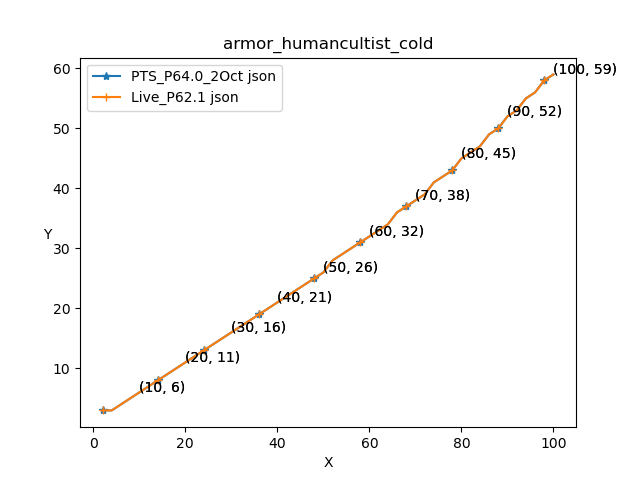 armor_humancultist_cold
PTS_P64.0_2Oct json
Live_P62.1 json
60
50
40
30
20
10
Y
(100, 59)
(90, 52)
(80, 45)
(70, 38)
(60, 32)
(50, 26)
(40, 21)
(30, 16)
(20, 11)
(10, 6)
0 20 40 60 80 100
X